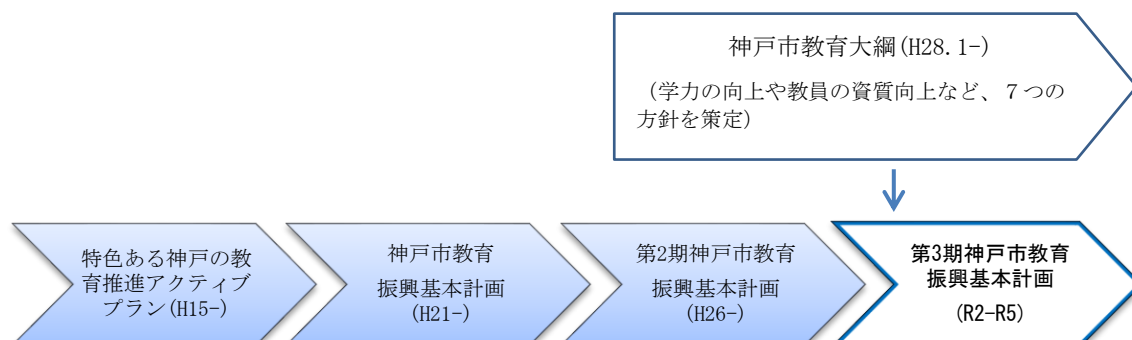 神戸市教育大綱(H28.1-)
(学力の向上や教員の資質向上など、７つの
方針を策定)
特色ある神戸の教
育推進アクティブ
プラン(H15-)
神戸市教育
振興基本計画
(H21-)
第2期神戸市教育
振興基本計画
(H26-)
第3期神戸市教育
振興基本計画
(R2-R5)